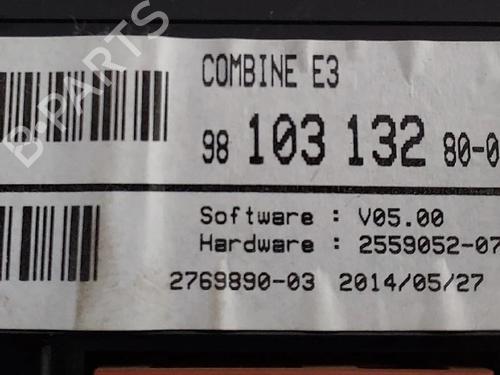 COMBINE E3
98 103 132 80-0
Software : V05.00
Hardware : 2559052-07
2769890-03 2014/05/27
B-PARTS